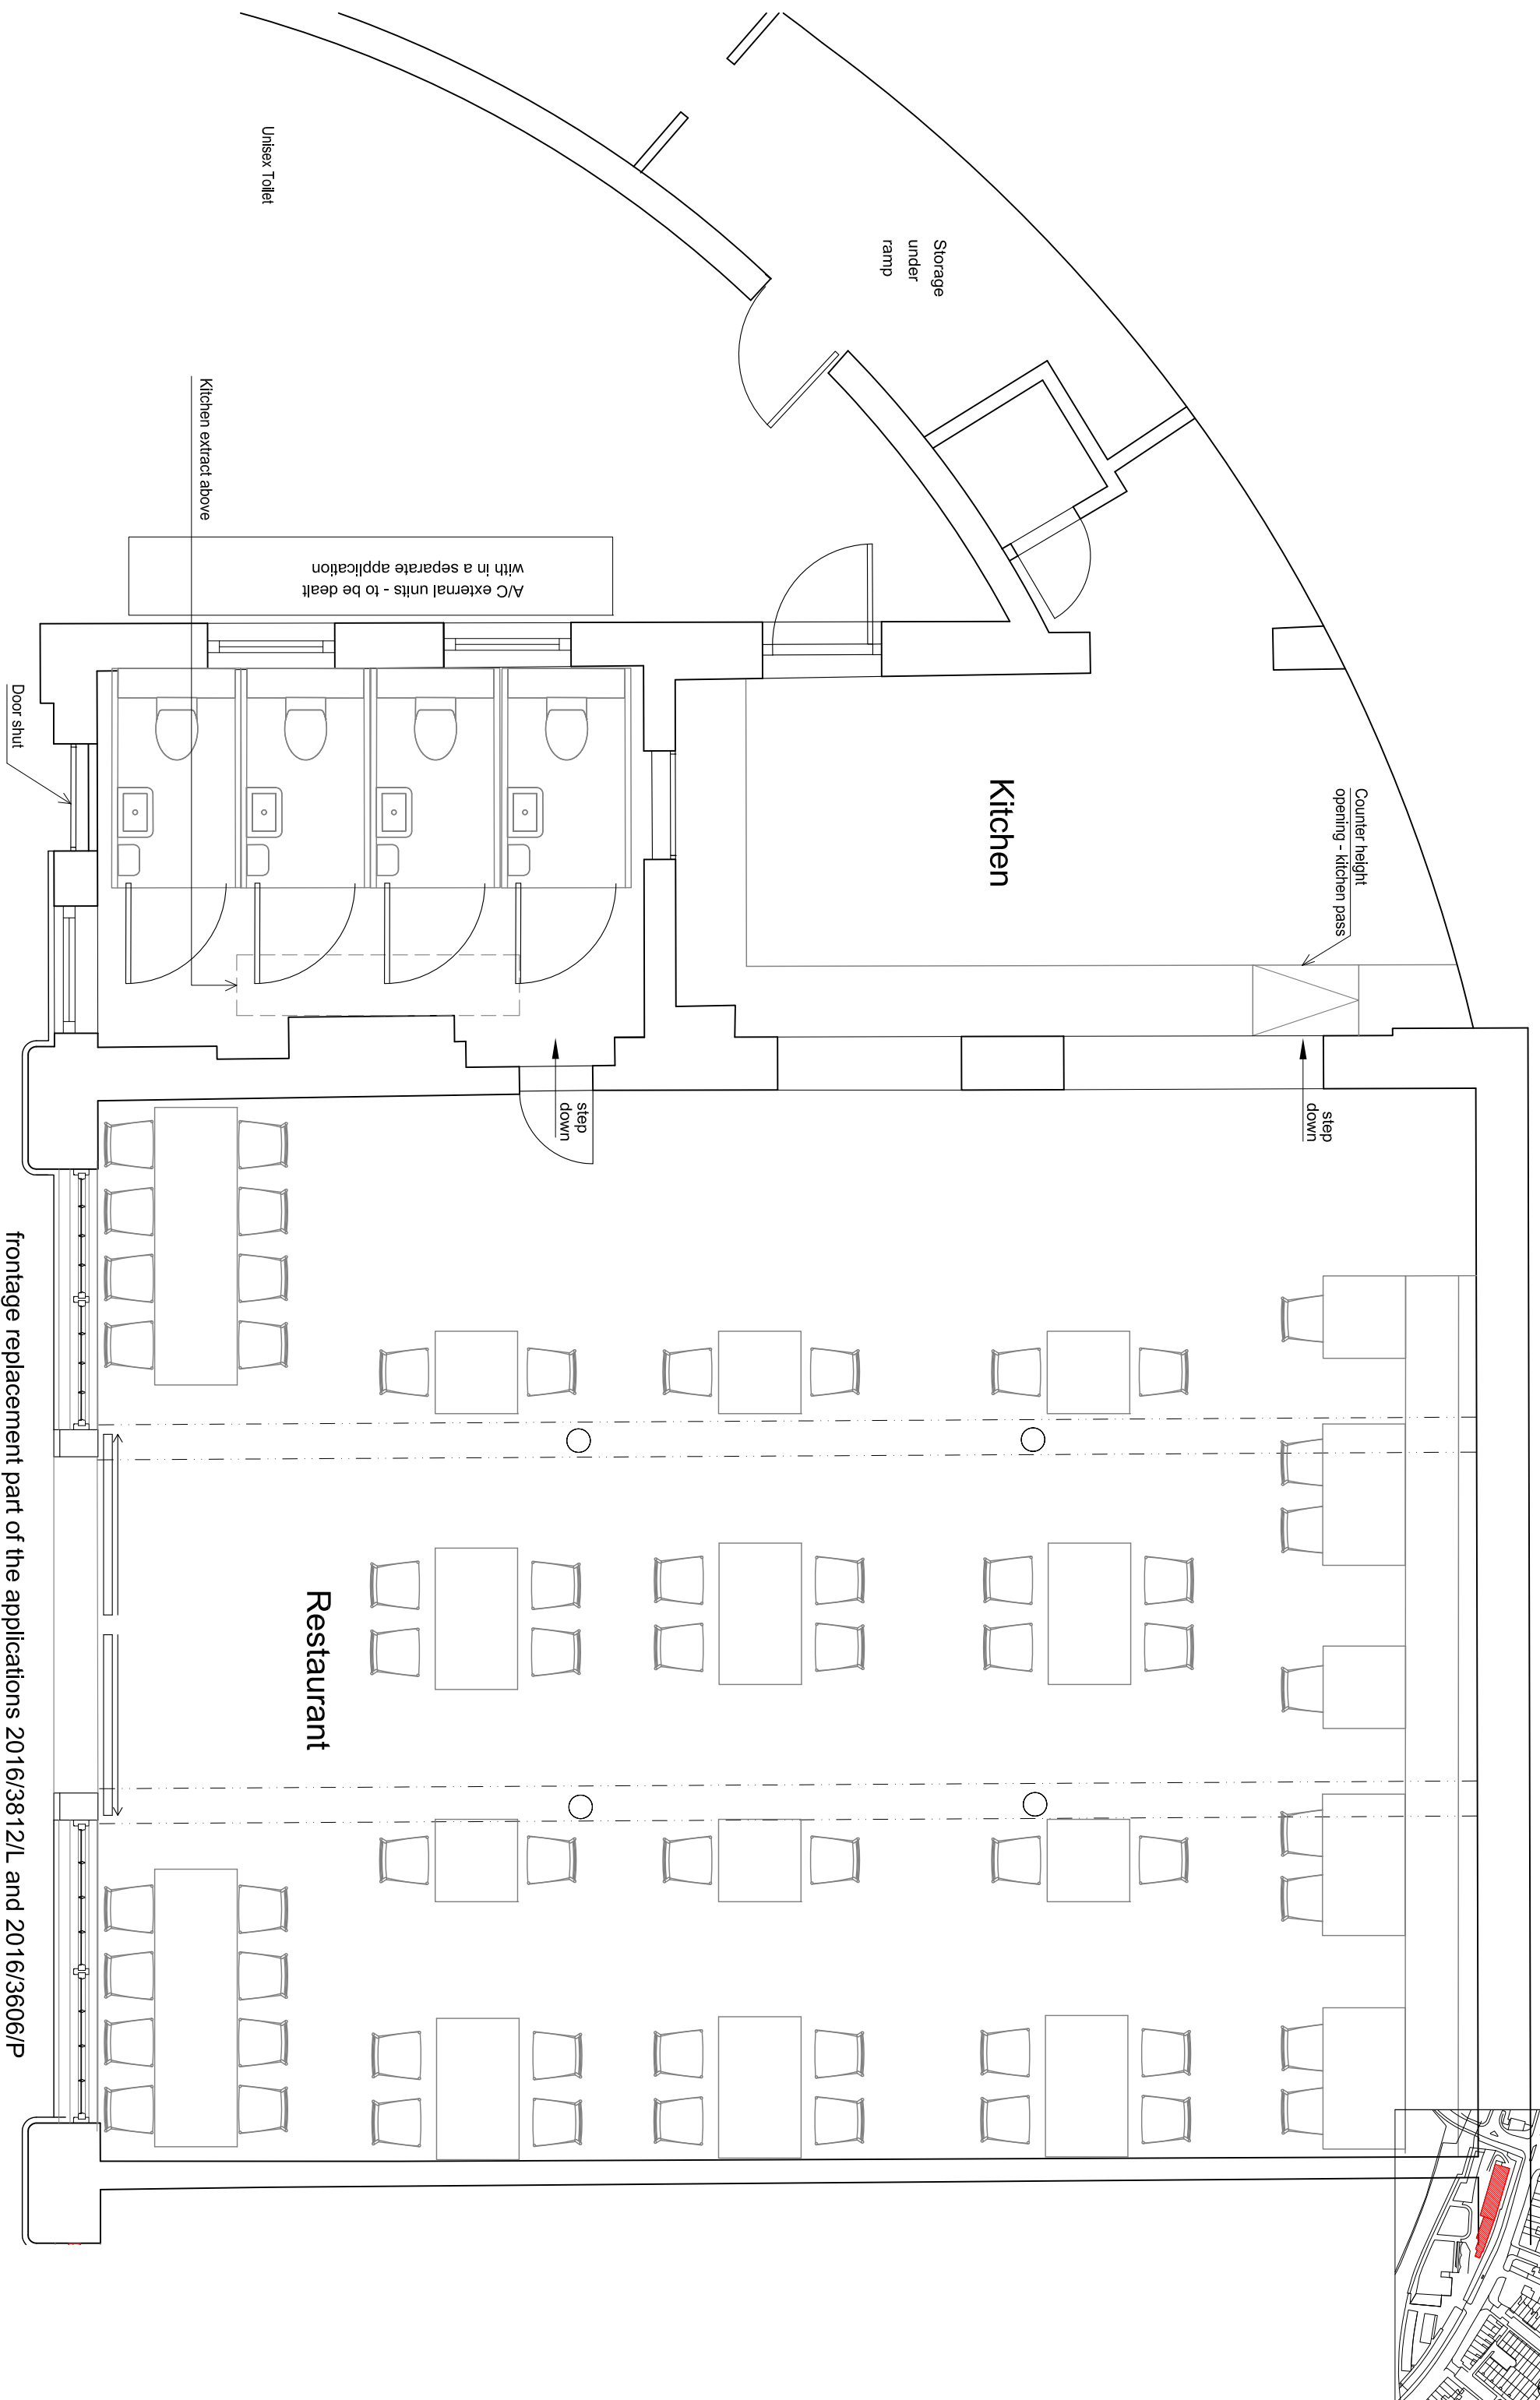 Unisex Toilet
Storage
under
ramp
Kitchen extract above
A/C external units - to be dealt
with in a separate application
Door shut
Kitchen
Counter height
opening - kitchen pass
step
down
step
down
Restaurant
frontage replacement part of the applications 2016/3812/L and 2016/3606/P